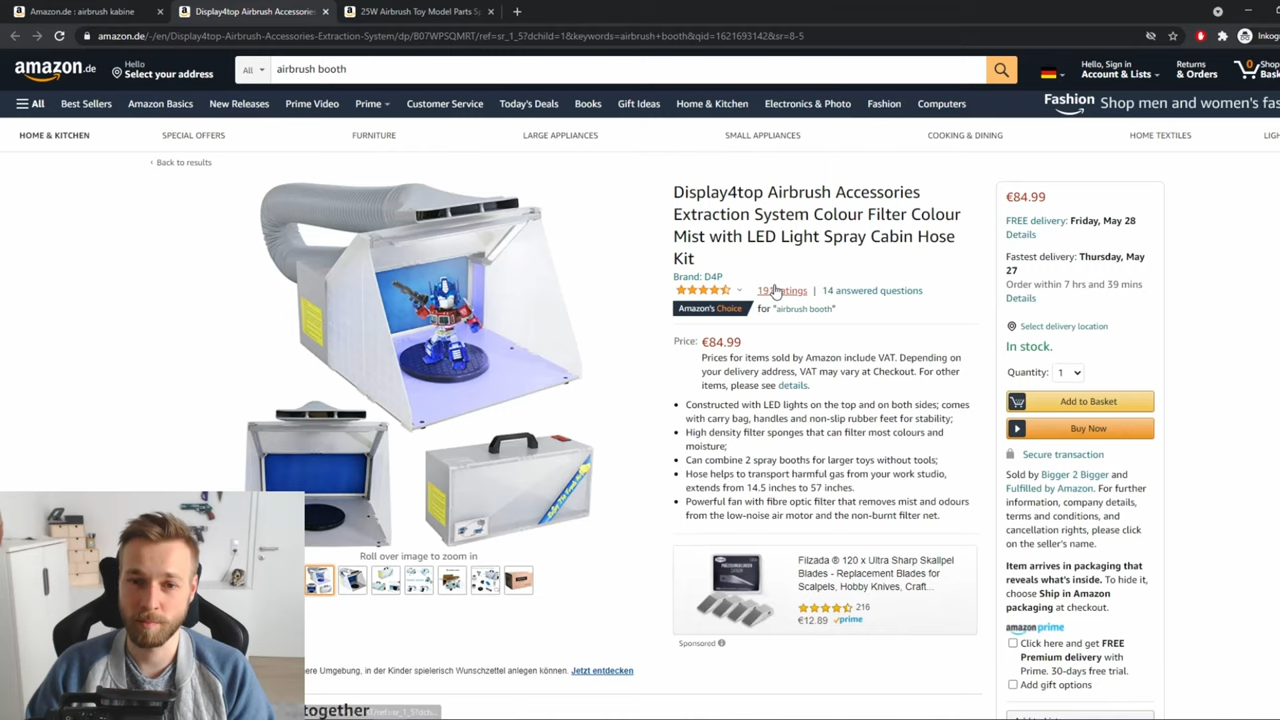 Amazon.de : airbrush kabine
Display4top Airbrush Accessories
25W Airbrush Toy Model Parts Sp
amazon.de/-/en/Display4top-Airbrush-Accessories-Extraction-System/dp/B07WPSQMRT/ref=sr_1_5?dchild=1&keywords=airbrush+booth&qid=1621693142&sr=8-5
Inkog
amazon.de
Hello
Select your address
All
airbrush booth
Hello, Sign in
Account & Lists
Returns
& Orders
0
Shop
Bask
All
Best Sellers
Amazon Basics
New Releases
Prime Video
Prime
Customer Service
Today's Deals
Books
Gift Ideas
Home & Kitchen
Electronics & Photo
Fashion
Computers
Fashion Shop men and women's fas
HOME & KITCHEN
SPECIAL OFFERS
FURNITURE
LARGE APPLIANCES
SMALL APPLIANCES
COOKING & DINING
HOME TEXTILES
LIGH
‹ Back to results
Display4top Airbrush Accessories
Extraction System Colour Filter Colour
Mist with LED Light Spray Cabin Hose
Kit
Brand: D4P
ratings | 14 answered questions
Amazon's Choice for "airbrush booth"
Price: €84.99
Prices for items sold by Amazon include VAT. Depending on
your delivery address, VAT may vary at Checkout. For other
items, please see details.
• Constructed with LED lights on the top and on both sides; comes
with carry bag, handles and non-slip rubber feet for stability;
• High density filter sponges that can filter most colours and
moisture;
• Can combine 2 spray booths for larger toys without tools;
• Hose helps to transport harmful gas from your work studio,
extends from 14.5 inches to 57 inches.
• Powerful fan with fibre optic filter that removes mist and odours
from the low-noise air motor and the non-burnt filter net.
Roll over image to zoom in
Filzada ® 120 x Ultra Sharp Skallpel
Blades - Replacement Blades for
Scalpels, Hobby Knives, Craft...
216
€12.89 prime
Sponsored
€84.99
FREE delivery: Friday, May 28
Details
Fastest delivery: Thursday, May
27
Order within 7 hrs and 39 mins
Details
Select delivery location
In stock.
Quantity: 1
Add to Basket
Buy Now
Secure transaction
Sold by Bigger 2 Bigger and
Fulfilled by Amazon. For further
information, company details,
terms and conditions, and
cancellation rights, please click
on the seller's name.
Item arrives in packaging that
reveals what's inside. To hide it,
choose Ship in Amazon
packaging at checkout.
amazon prime
Click here and get FREE
Premium delivery with
Prime. 30-days free trial.
Add gift options
ere Umgebung, in der Kinder spielerisch Wunschzettel anlegen können. Jetzt entdecken
together